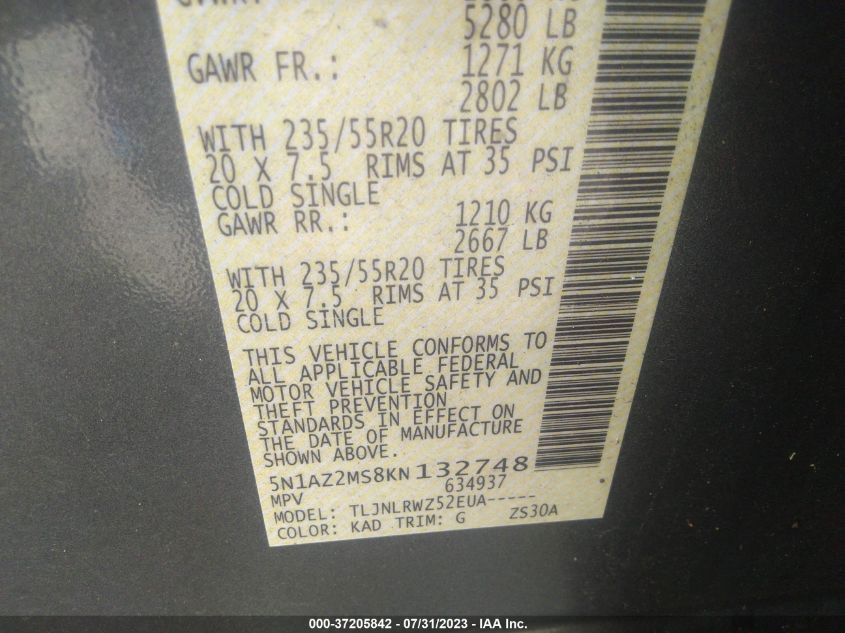 5280 LB
GAWR FR.: 1271 KG
2802 LB
WITH 235/55R20 TIRES
20 X 7.5 RIMS AT 35 PSI
COLD SINGLE
GAWR RR.: 1210 KG
2667 LB
WITH 235/55R20 TIRES
20 X 7.5 RIMS AT 35 PSI
COLD SINGLE
THIS VEHICLE CONFORMS TO
ALL APPLICABLE FEDERAL
MOTOR VEHICLE SAFETY AND
THEFT PREVENTION
STANDARDS IN EFFECT ON
THE DATE OF MANUFACTURE
SHOWN ABOVE.
5N1AZ2MS8KN132748
MPV 634937
MODEL: TLJNLRWZ52EUA-----
COLOR: KAD TRIM: G ZS30A
000-37205842 - 07/31/2023 - IAA Inc.